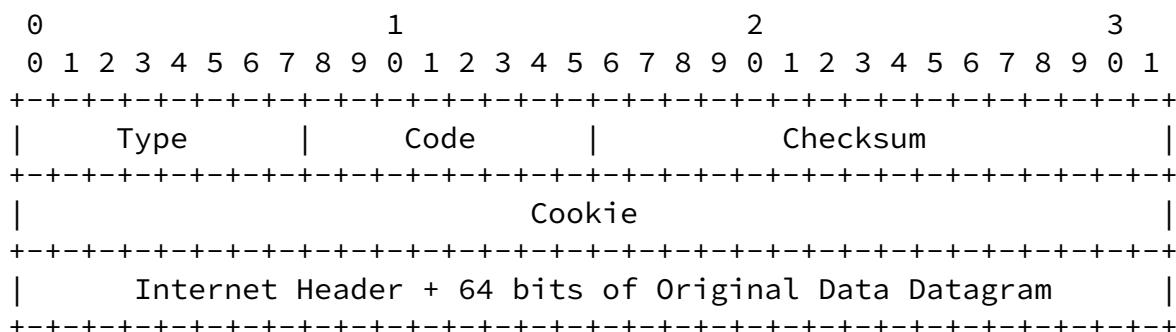 0                   1                   2                   3
 0 1 2 3 4 5 6 7 8 9 0 1 2 3 4 5 6 7 8 9 0 1 2 3 4 5 6 7 8 9 0 1
+-+-+-+-+-+-+-+-+-+-+-+-+-+-+-+-+-+-+-+-+-+-+-+-+-+-+-+-+-+-+-+-+
|     Type      |     Code      |          Checksum             |
+-+-+-+-+-+-+-+-+-+-+-+-+-+-+-+-+-+-+-+-+-+-+-+-+-+-+-+-+-+-+-+-+
|                            Cookie                             |
+-+-+-+-+-+-+-+-+-+-+-+-+-+-+-+-+-+-+-+-+-+-+-+-+-+-+-+-+-+-+-+-+
|      Internet Header + 64 bits of Original Data Datagram      |
+-+-+-+-+-+-+-+-+-+-+-+-+-+-+-+-+-+-+-+-+-+-+-+-+-+-+-+-+-+-+-+-+